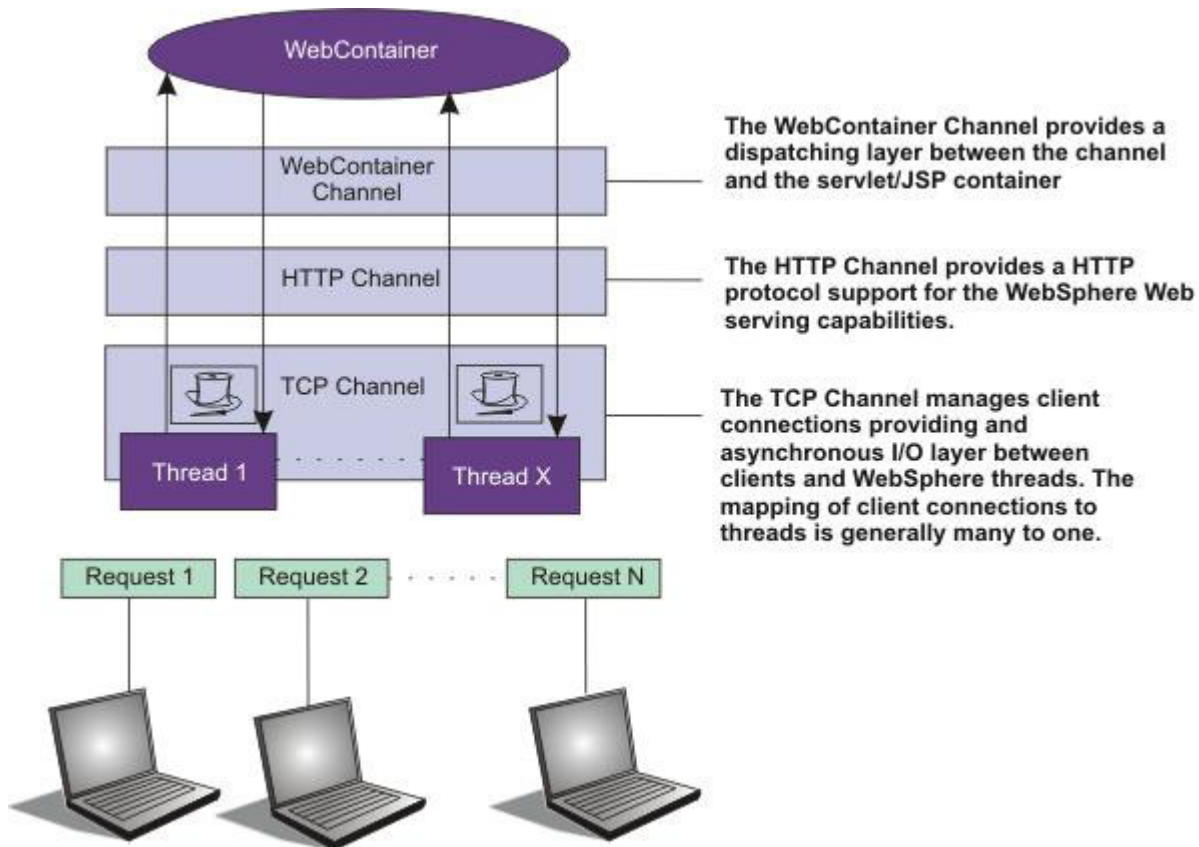 WebContainer
WebContainer
Channel
The WebContainer Channel provides a
dispatching layer between the channel
and the servlet/JSP container
HTTP Channel
The HTTP Channel provides a HTTP
protocol support for the WebSphere Web
serving capabilities.
TCP Channel
The TCP Channel manages client
connections providing and
asynchronous I/O layer between
clients and WebSphere threads. The
mapping of client connections to
threads is generally many to one.
Thread 1
Thread X
Request 1
Request 2
Request N